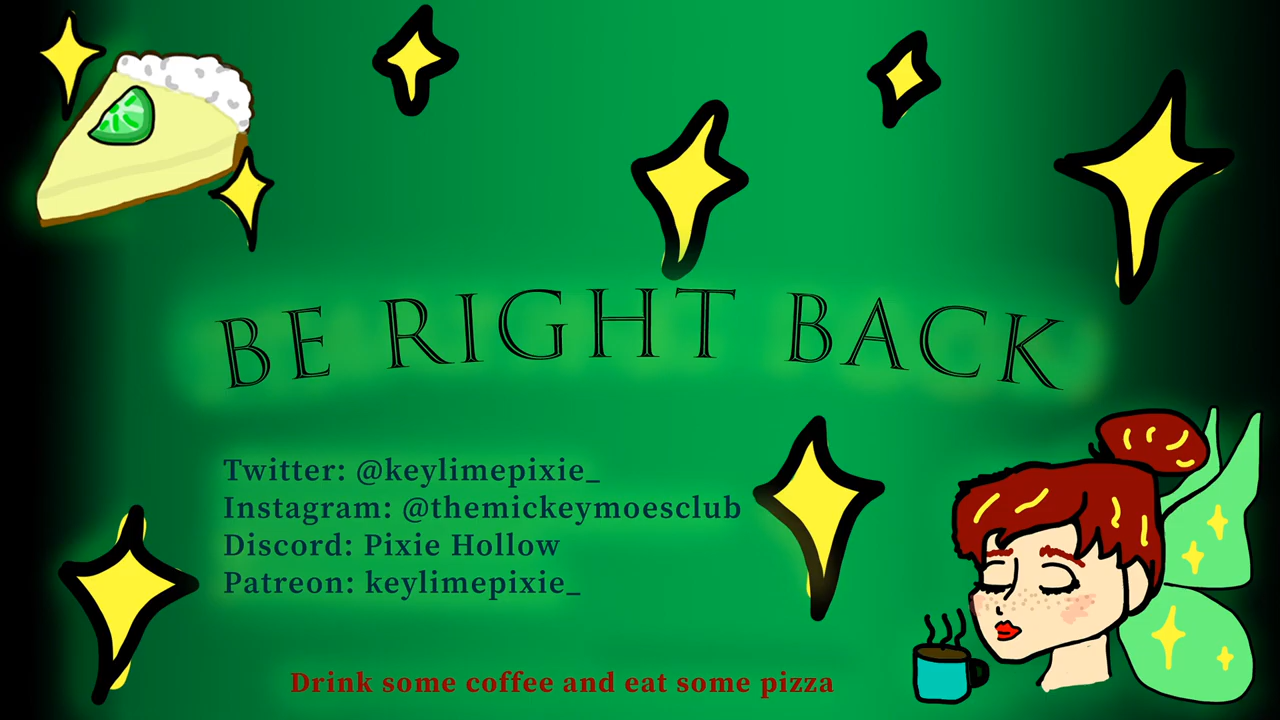 BE RIGHT BACK
Twitter: @keylimepixie_
Instagram: @themickeymoesclub
Discord: Pixie Hollow
Patreon: keylimepixie_
Drink some coffee and eat some pizza